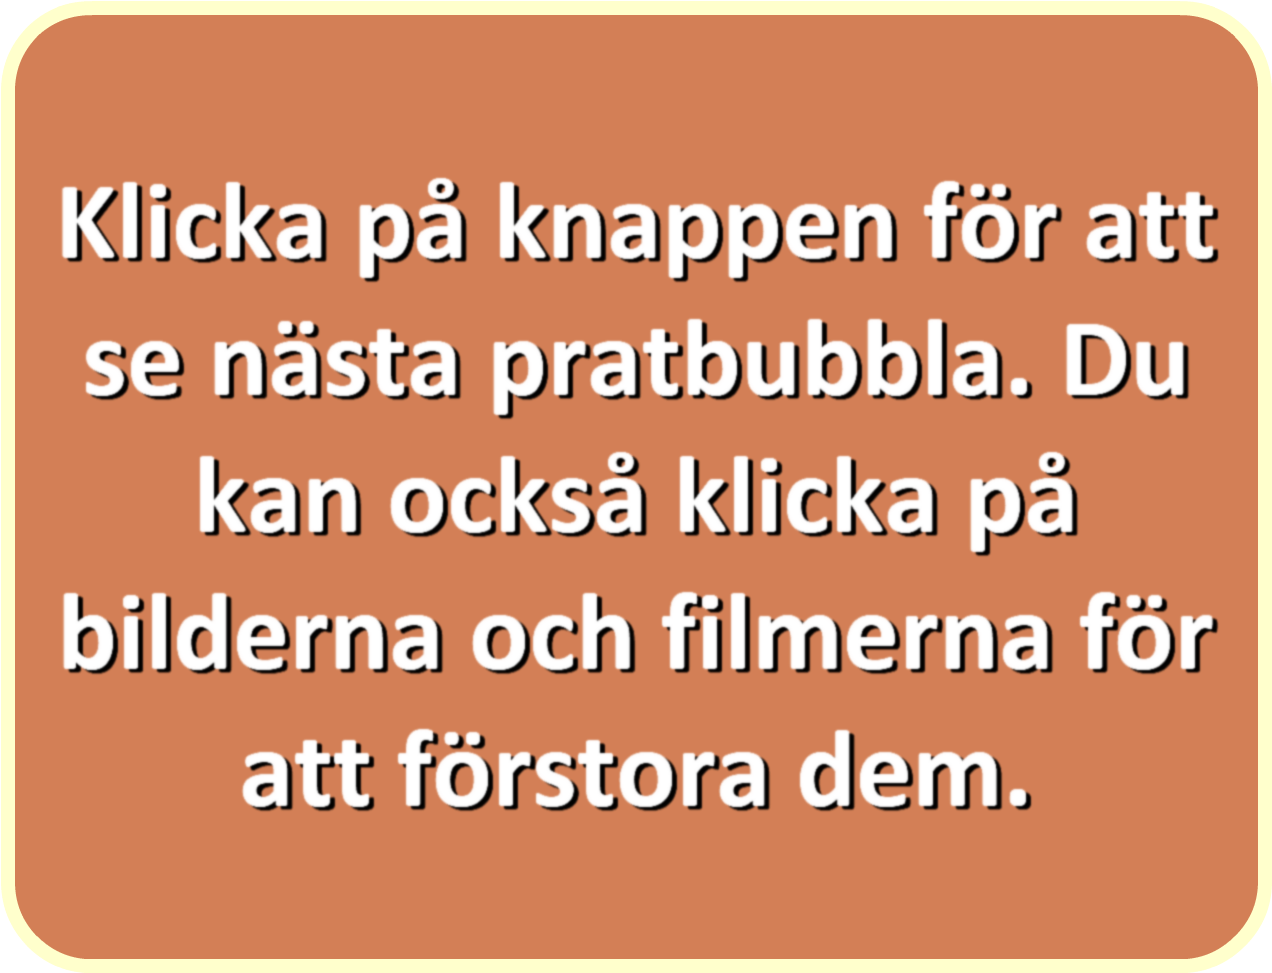 Klicka på knappen för att
se nästa pratbubbla. Du
kan också klicka på
bilderna och filmerna för
att förstora dem.